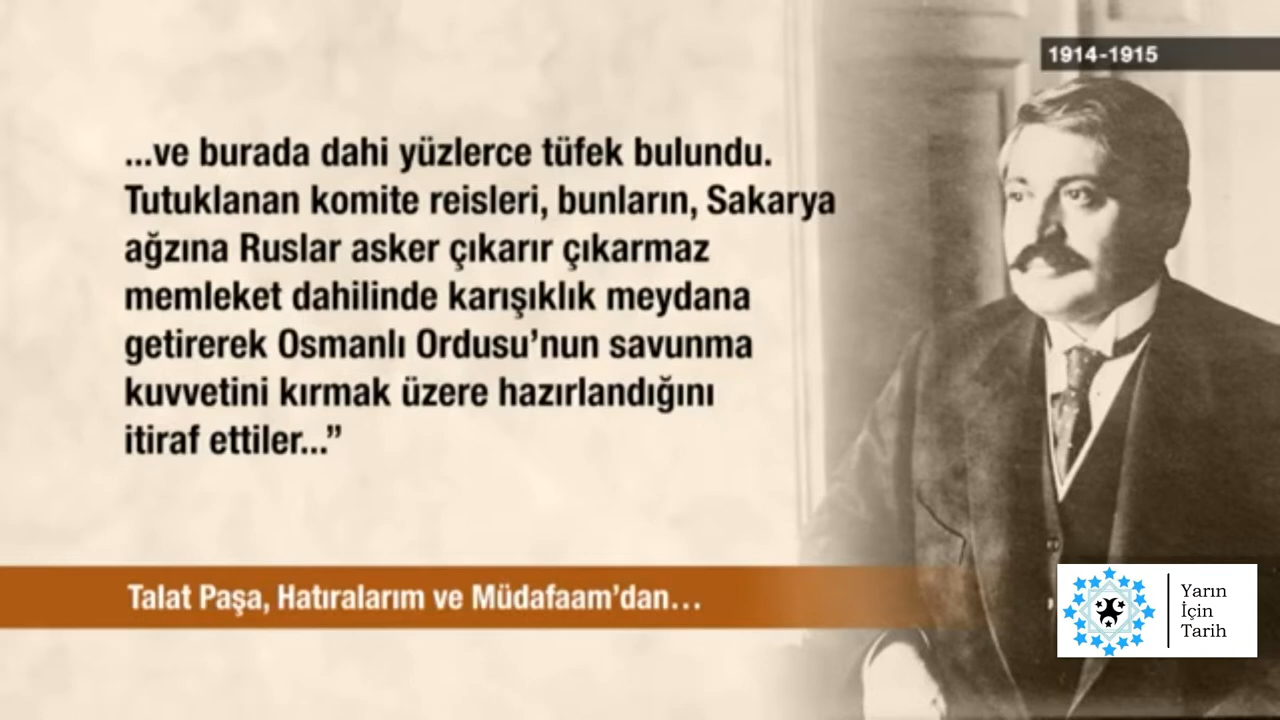 1914-1915
...ve burada dahi yüzlerce tüfek bulundu.
Tutuklanan komite reisleri, bunların, Sakarya
ağzına Ruslar asker çıkarır çıkarmaz
memleket dahilinde karışıklık meydana
getirerek Osmanlı Ordusu’nun savunma
kuvvetini kırmak üzere hazırlandığını
itiraf ettiler...”
Talat Paşa, Hatıralarım ve Müdafaam’dan...
Yarın
İçin
Tarih